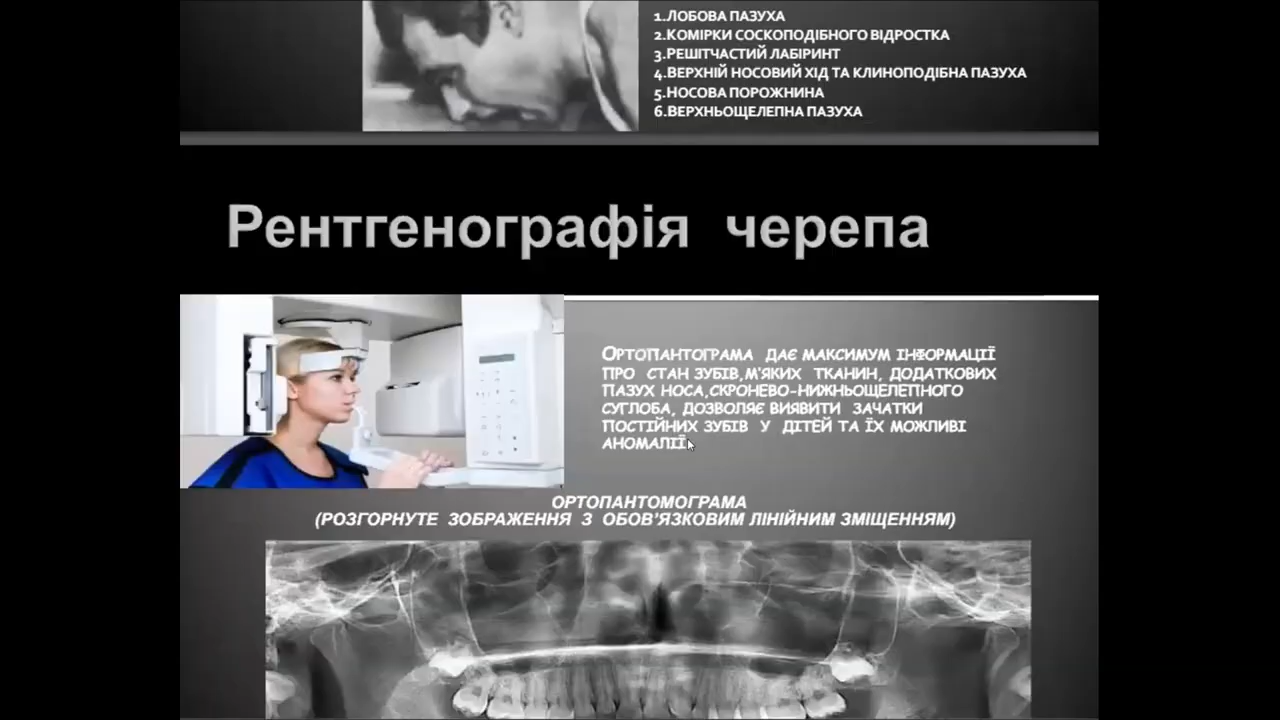 1.ЛОБОВА ПАЗУХА
2.КОМІРКИ СОСКОПОДІБНОГО ВІДРОСТКА
3.РЕШІТЧАСТИЙ ЛАБІРИНТ
4.ВЕРХНІЙ НОСОВИЙ ХІД ТА КЛИНОПОДІБНА ПАЗУХА
5.НОСОВА ПОРОЖНИНА
6.ВЕРХНЬОЩЕЛЕПНА ПАЗУХА
Рентгенографія черепа
ОРТОПАНТОГРАМА ДАЄ МАКСИМУМ ІНФОРМАЦІЇ
ПРО СТАН ЗУБІВ,М'ЯКИХ ТКАНИН, ДОДАТКОВИХ
ПАЗУХ НОСА,СКРОНЕВО-НИЖНЬОЩЕЛЕПНОГО
СУГЛОБА, ДОЗВОЛЯЄ ВИЯВИТИ ЗАЧАТКИ
ПОСТІЙНИХ ЗУБІВ У ДІТЕЙ ТА ЇХ МОЖЛИВІ
АНОМАЛІЇ
ОРТОПАНТОМОГРАМА
(РОЗГОРНУТЕ ЗОБРАЖЕННЯ З ОБОВ'ЯЗКОВИМ ЛІНІЙНИМ ЗМІЩЕННЯМ)